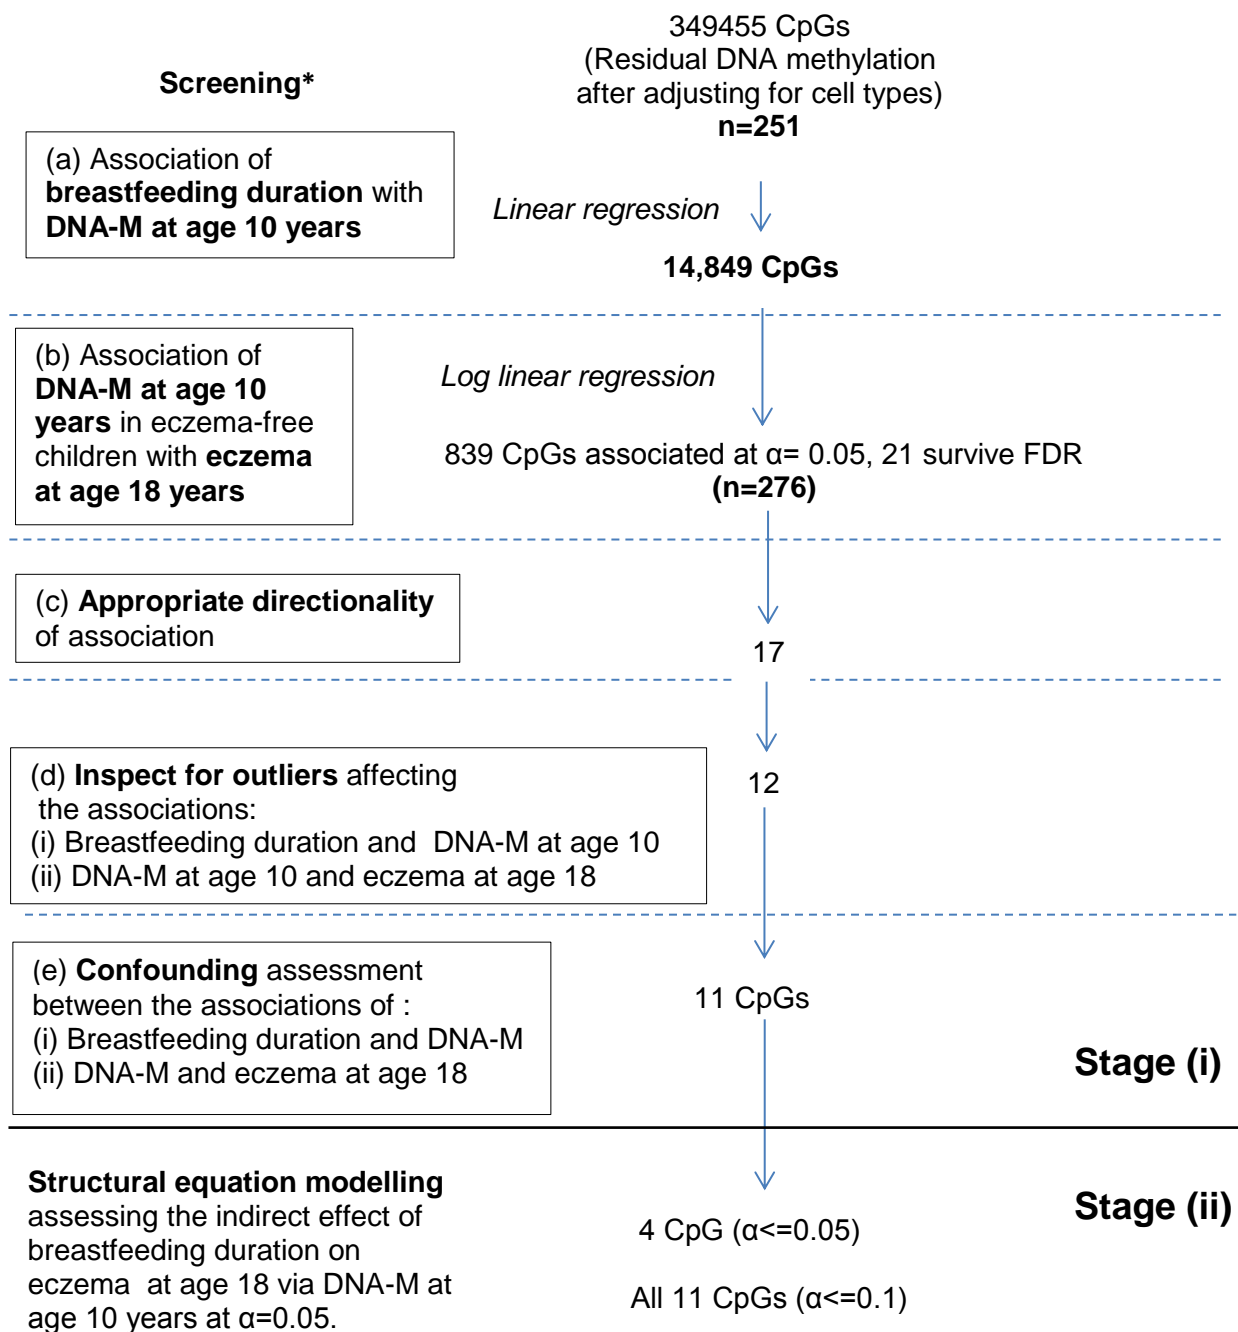 349455 CpGs
(Residual DNA methylation
after adjusting for cell types)
n=251
Screening*
(a) Association of
breastfeeding duration with
DNA-M at age 10 years
Linear regression
14,849 CpGs
(b) Association of
DNA-M at age 10
years in eczema-free
children with eczema
at age 18 years
Log linear regression
839 CpGs associated at α= 0.05, 21 survive FDR
(n=276)
(c) Appropriate directionality
of association
17
(d) Inspect for outliers affecting
the associations:
(i) Breastfeeding duration and DNA-M at age 10
(ii) DNA-M at age 10 and eczema at age 18
12
(e) Confounding assessment
between the associations of :
(i) Breastfeeding duration and DNA-M
(ii) DNA-M and eczema at age 18
11 CpGs
Stage (i)
Structural equation modelling
assessing the indirect effect of
breastfeeding duration on
eczema at age 18 via DNA-M at
age 10 years at α=0.05.
Stage (ii)
4 CpG (α<=0.05)
All 11 CpGs (α<=0.1)